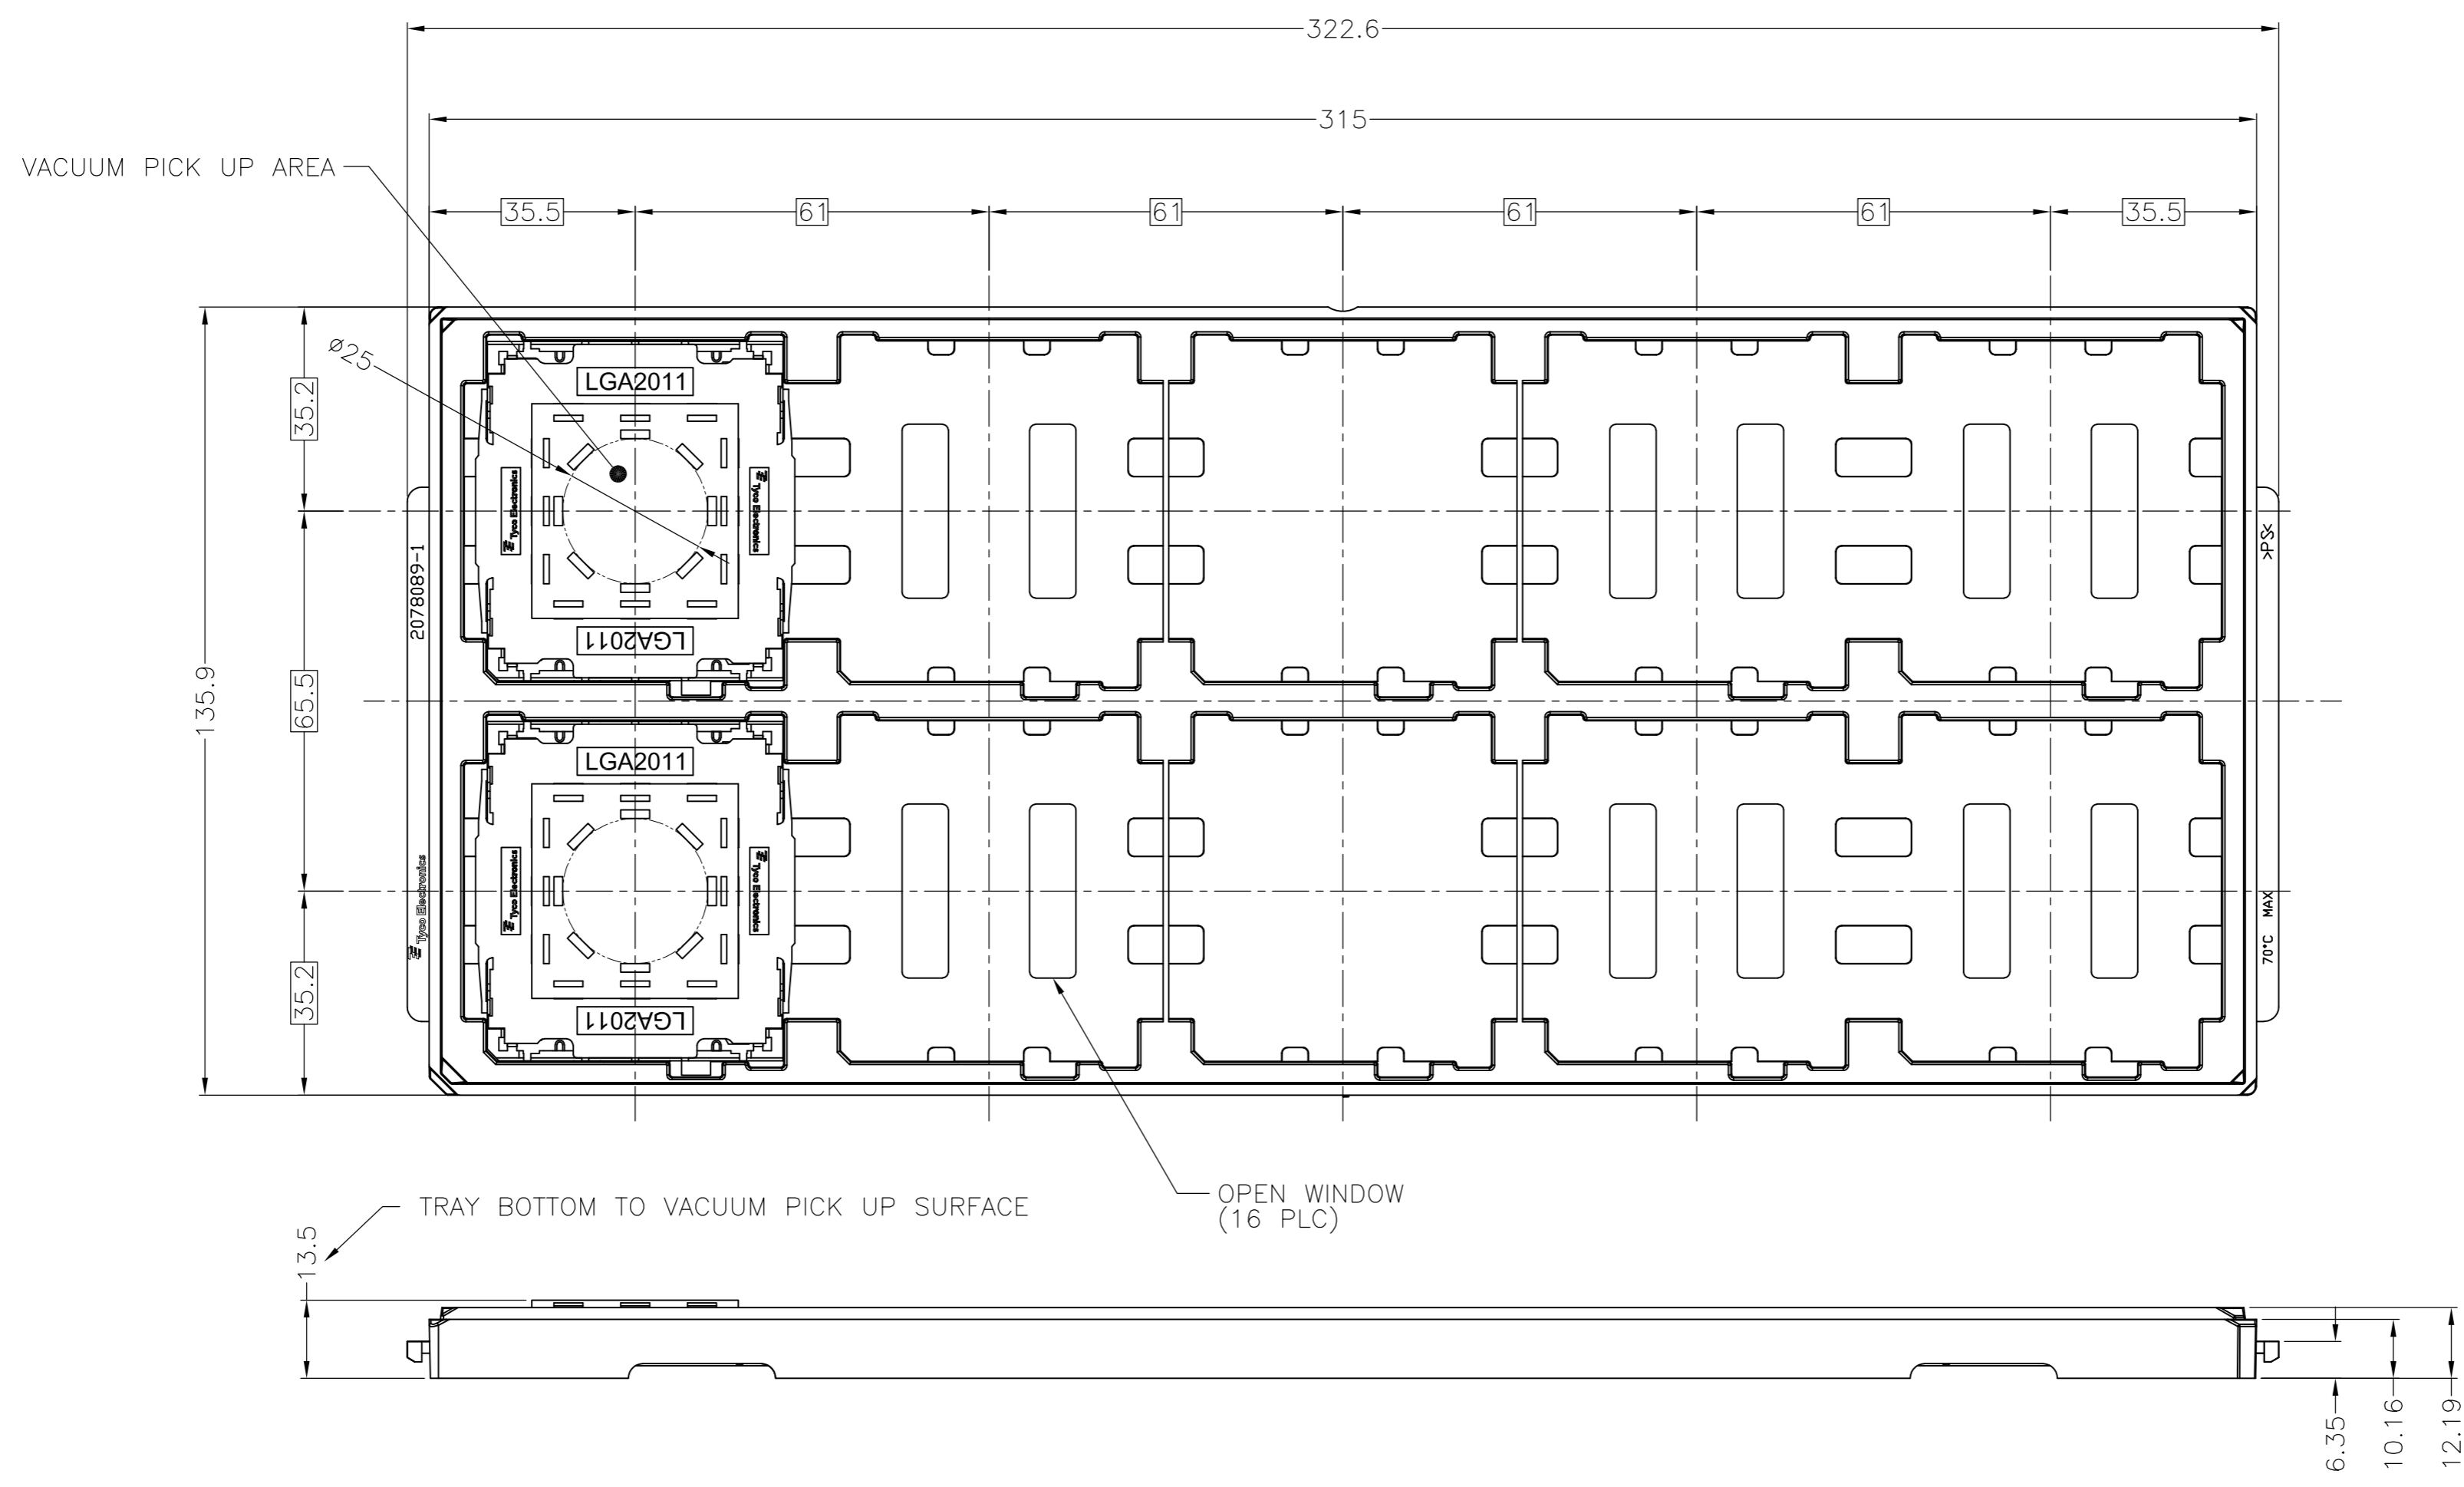 322.6
315
VACUUM PICK UP AREA
35.5
61
61
61
61
35.5
ø25
35.2
65.5
35.2
135.9
LGA2011
Tyco Electronics
Tyco Electronics
LGA2011
2078089-1
>PS<
LGA2011
Tyco Electronics
Tyco Electronics
LGA2011
Tyco Electronics
70°C MAX
OPEN WINDOW
(16 PLC)
TRAY BOTTOM TO VACUUM PICK UP SURFACE
13.5
6.35
10.16
12.19